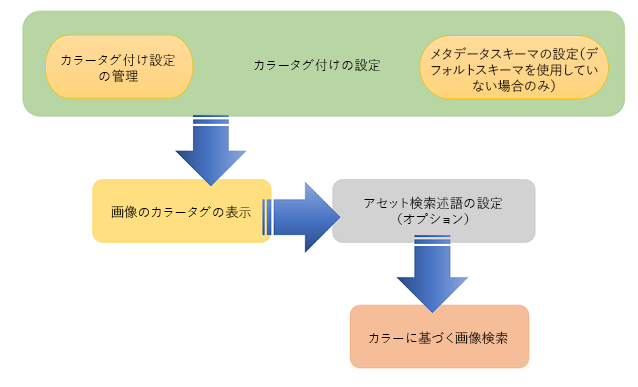 カラータグ付け設定
の管理
カラータグ付けの設定
メタデータスキーマの設定(デ
フォルトスキーマを使用してい
ない場合のみ)
画像のカラータグの表示
アセット検索述語の設定
(オプション)
カラーに基づく画像検索